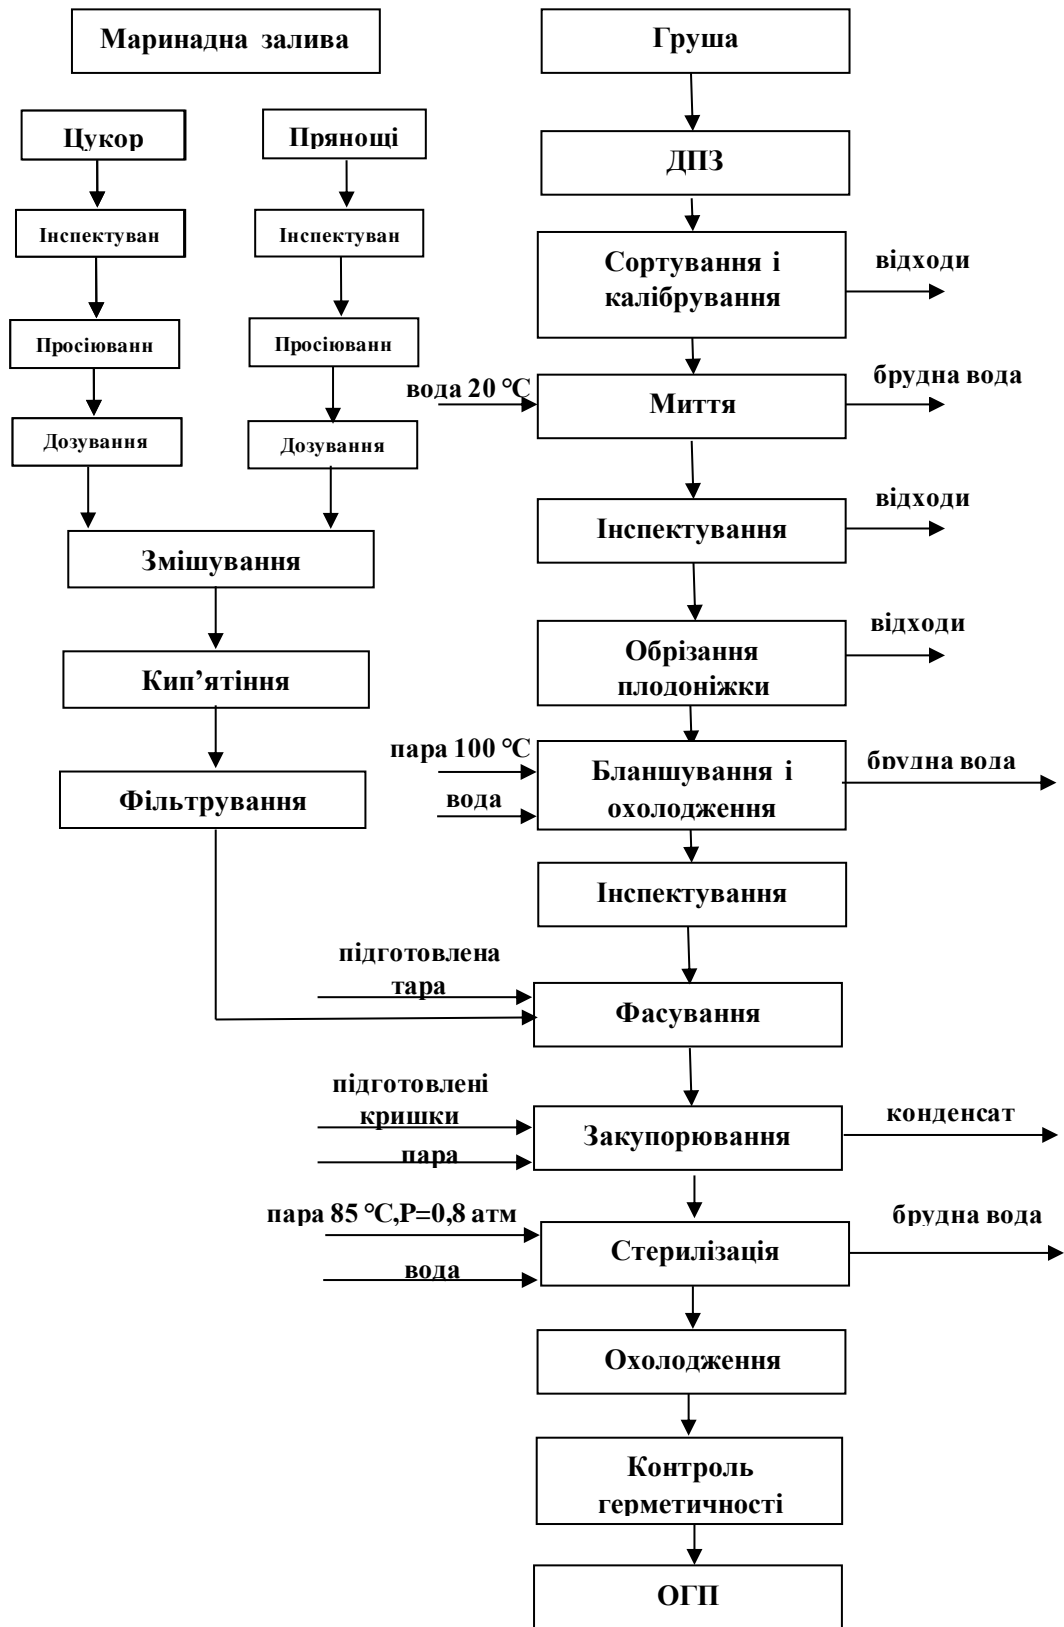 Маринадна залива
Груша
Цукор
Прянощі
ДПЗ
Інспектуван
Інспектуван
Сортування і
калібрування
відходи
Просіюванн
Просіюванн
вода 20 °С
Миття
брудна вода
Дозування
Дозування
Інспектування
відходи
Змішування
Обрізання
плодоніжки
відходи
Кип’ятіння
пара 100 °С
вода
Бланшування і
охолодження
брудна вода
Фільтрування
Інспектування
підготовлена
тара
Фасування
підготовлені
кришки
пара
Закупорювання
конденсат
пара 85 °С,Р=0,8 атм
вода
Стерилізація
брудна вода
Охолодження
Контроль
герметичності
ОГП